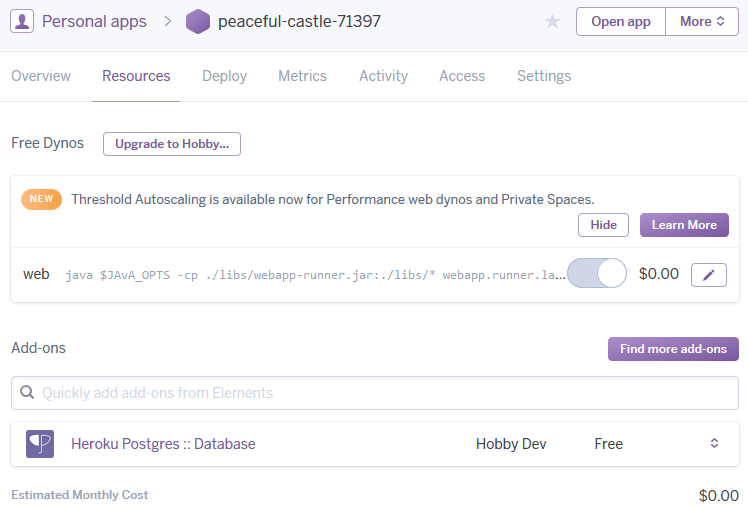 Personal apps > peaceful-castle-71397 Open app More
Overview Resources Deploy Metrics Activity Access Settings
Free Dynos Upgrade to Hobby...
NEW Threshold Autoscaling is available now for Performance web dynos and Private Spaces.
Hide Learn More
web java $JAvA_OPTS -cp ./libs/webapp-runner.jar:./libs/* webapp.runner.la... $0.00
Add-ons Find more add-ons
Quickly add add-ons from Elements
Heroku Postgres :: Database Hobby Dev Free
Estimated Monthly Cost $0.00